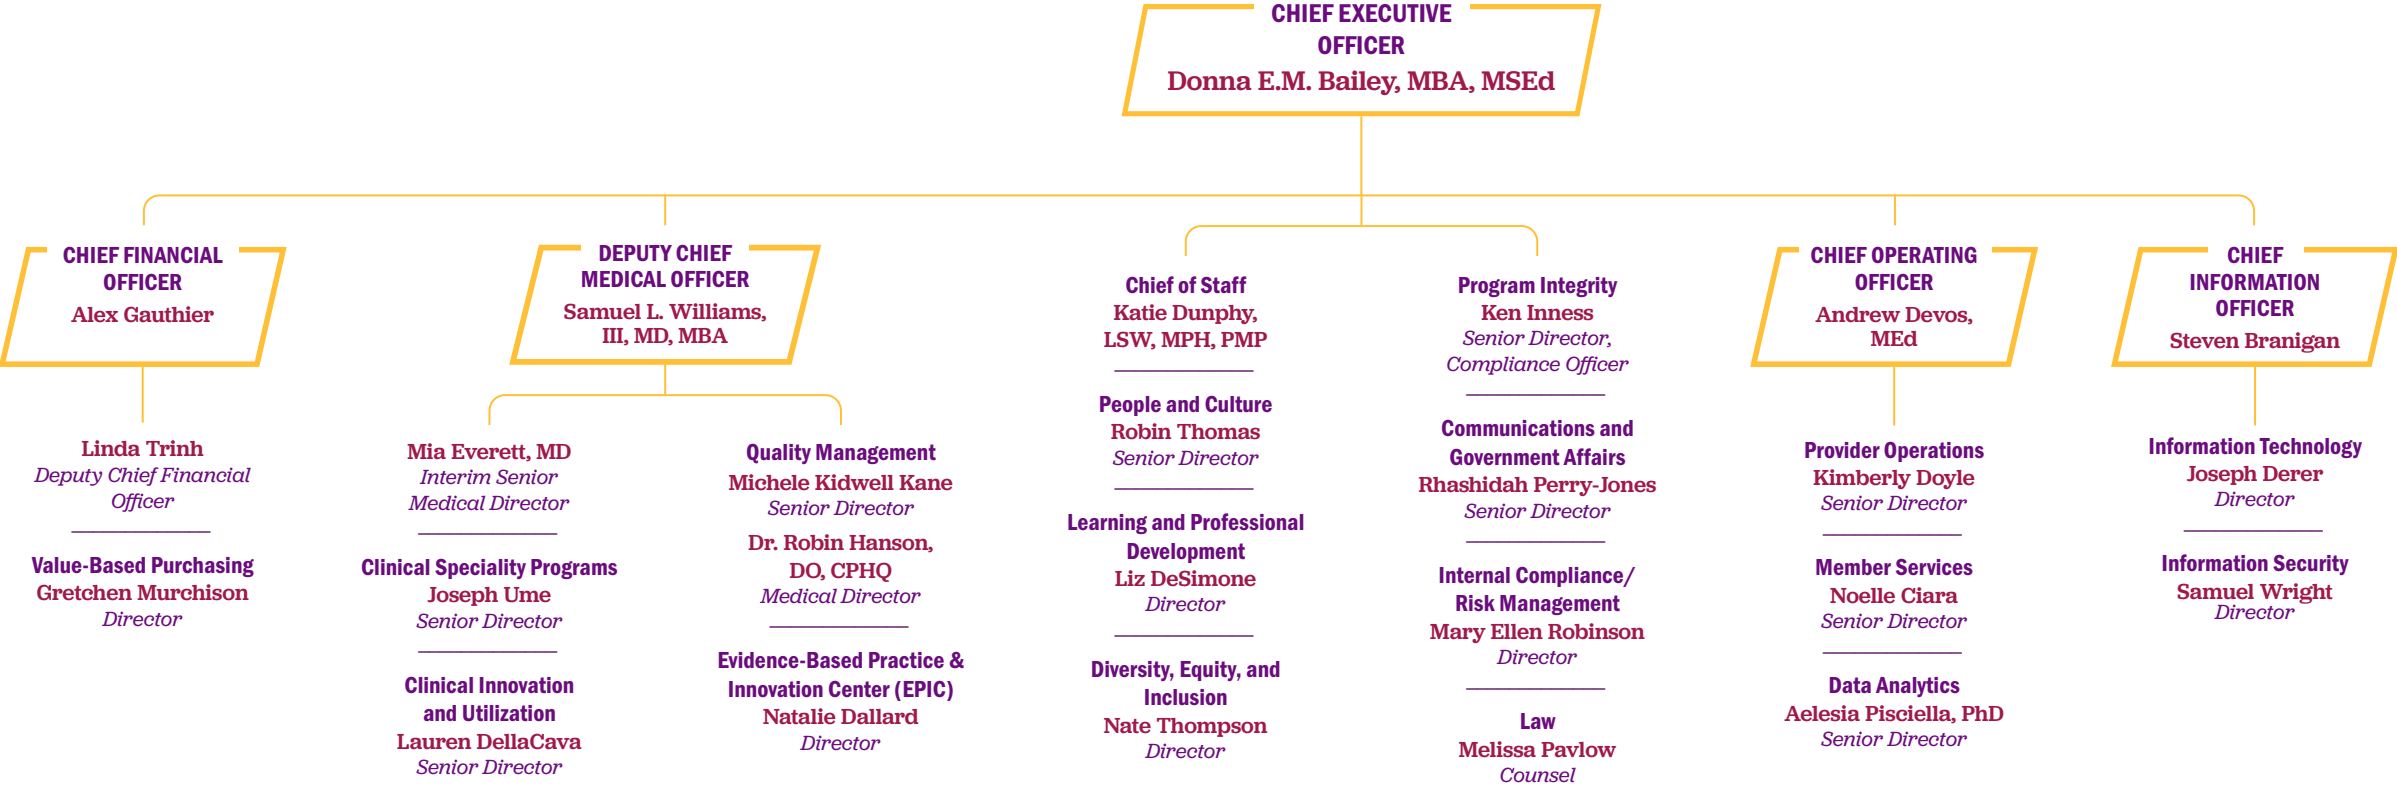 CHIEF EXECUTIVE
OFFICER
Donna E.M. Bailey, MBA, MSEd
CHIEF FINANCIAL
OFFICER
Alex Gauthier
Linda Trinh
Deputy Chief Financial
Officer
Value-Based Purchasing
Gretchen Murchison
Director
DEPUTY CHIEF
MEDICAL OFFICER
Samuel L. Williams,
III, MD, MBA
Mia Everett, MD
Interim Senior
Medical Director
Clinical Speciality Programs
Joseph Ume
Senior Director
Clinical Innovation
and Utilization
Lauren DellaCava
Senior Director
Quality Management
Michele Kidwell Kane
Senior Director
Dr. Robin Hanson,
DO, CPHQ
Medical Director
Evidence-Based Practice &
Innovation Center (EPIC)
Natalie Dallard
Director
Chief of Staff
Katie Dunphy,
LSW, MPH, PMP
People and Culture
Robin Thomas
Senior Director
Learning and Professional
Development
Liz DeSimone
Director
Diversity, Equity, and
Inclusion
Nate Thompson
Director
Program Integrity
Ken Inness
Senior Director,
Compliance Officer
Communications and
Government Affairs
Rhashidah Perry-Jones
Senior Director
Internal Compliance/
Risk Management
Mary Ellen Robinson
Director
Law
Melissa Pavlow
Counsel
CHIEF OPERATING
OFFICER
Andrew Devos,
MEd
Provider Operations
Kimberly Doyle
Senior Director
Member Services
Noelle Ciara
Senior Director
Data Analytics
Aelesia Pisciella, PhD
Senior Director
CHIEF
INFORMATION
OFFICER
Steven Branigan
Information Technology
Joseph Derer
Director
Information Security
Samuel Wright
Director